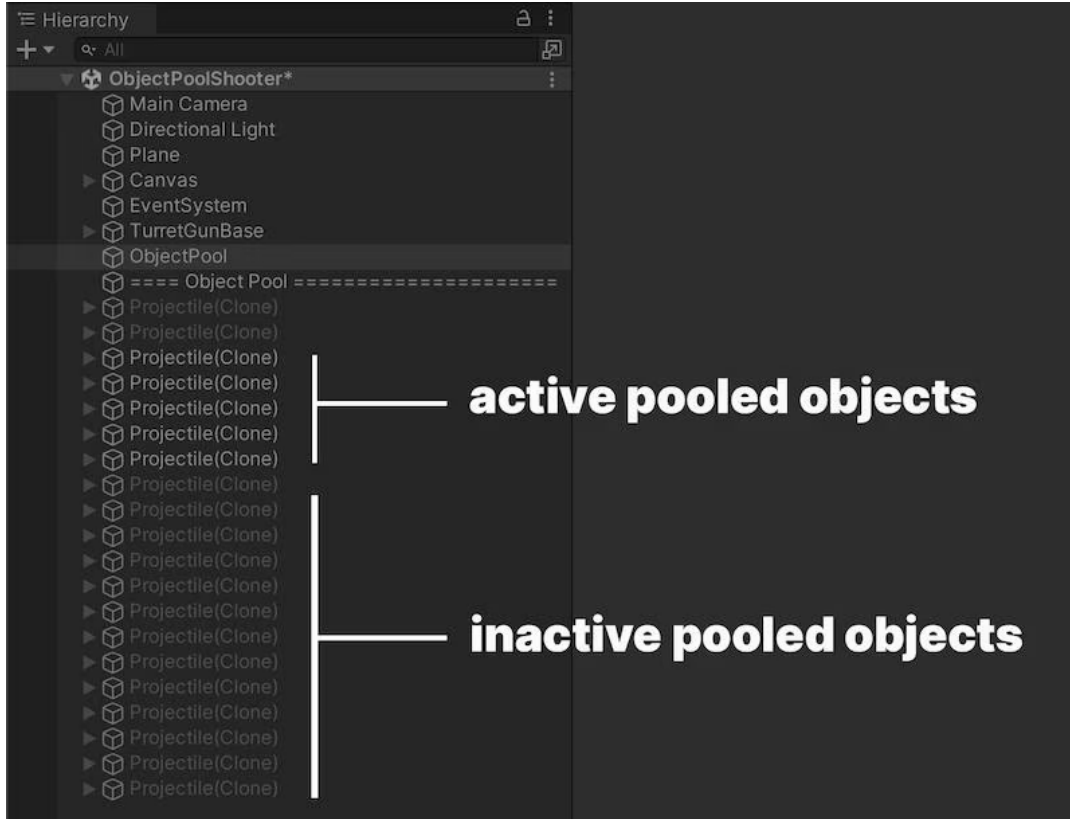 Hierarchy
All
ObjectPoolShooter*
Main Camera
Directional Light
Plane
Canvas
EventSystem
TurretGunBase
ObjectPool
==== Object Pool =====================
Projectile(Clone)
Projectile(Clone)
Projectile(Clone)
Projectile(Clone)
Projectile(Clone)
Projectile(Clone)
Projectile(Clone)
active pooled objects
Projectile(Clone)
Projectile(Clone)
Projectile(Clone)
Projectile(Clone)
Projectile(Clone)
Projectile(Clone)
Projectile(Clone)
Projectile(Clone)
Projectile(Clone)
Projectile(Clone)
Projectile(Clone)
Projectile(Clone)
Projectile(Clone)
inactive pooled objects